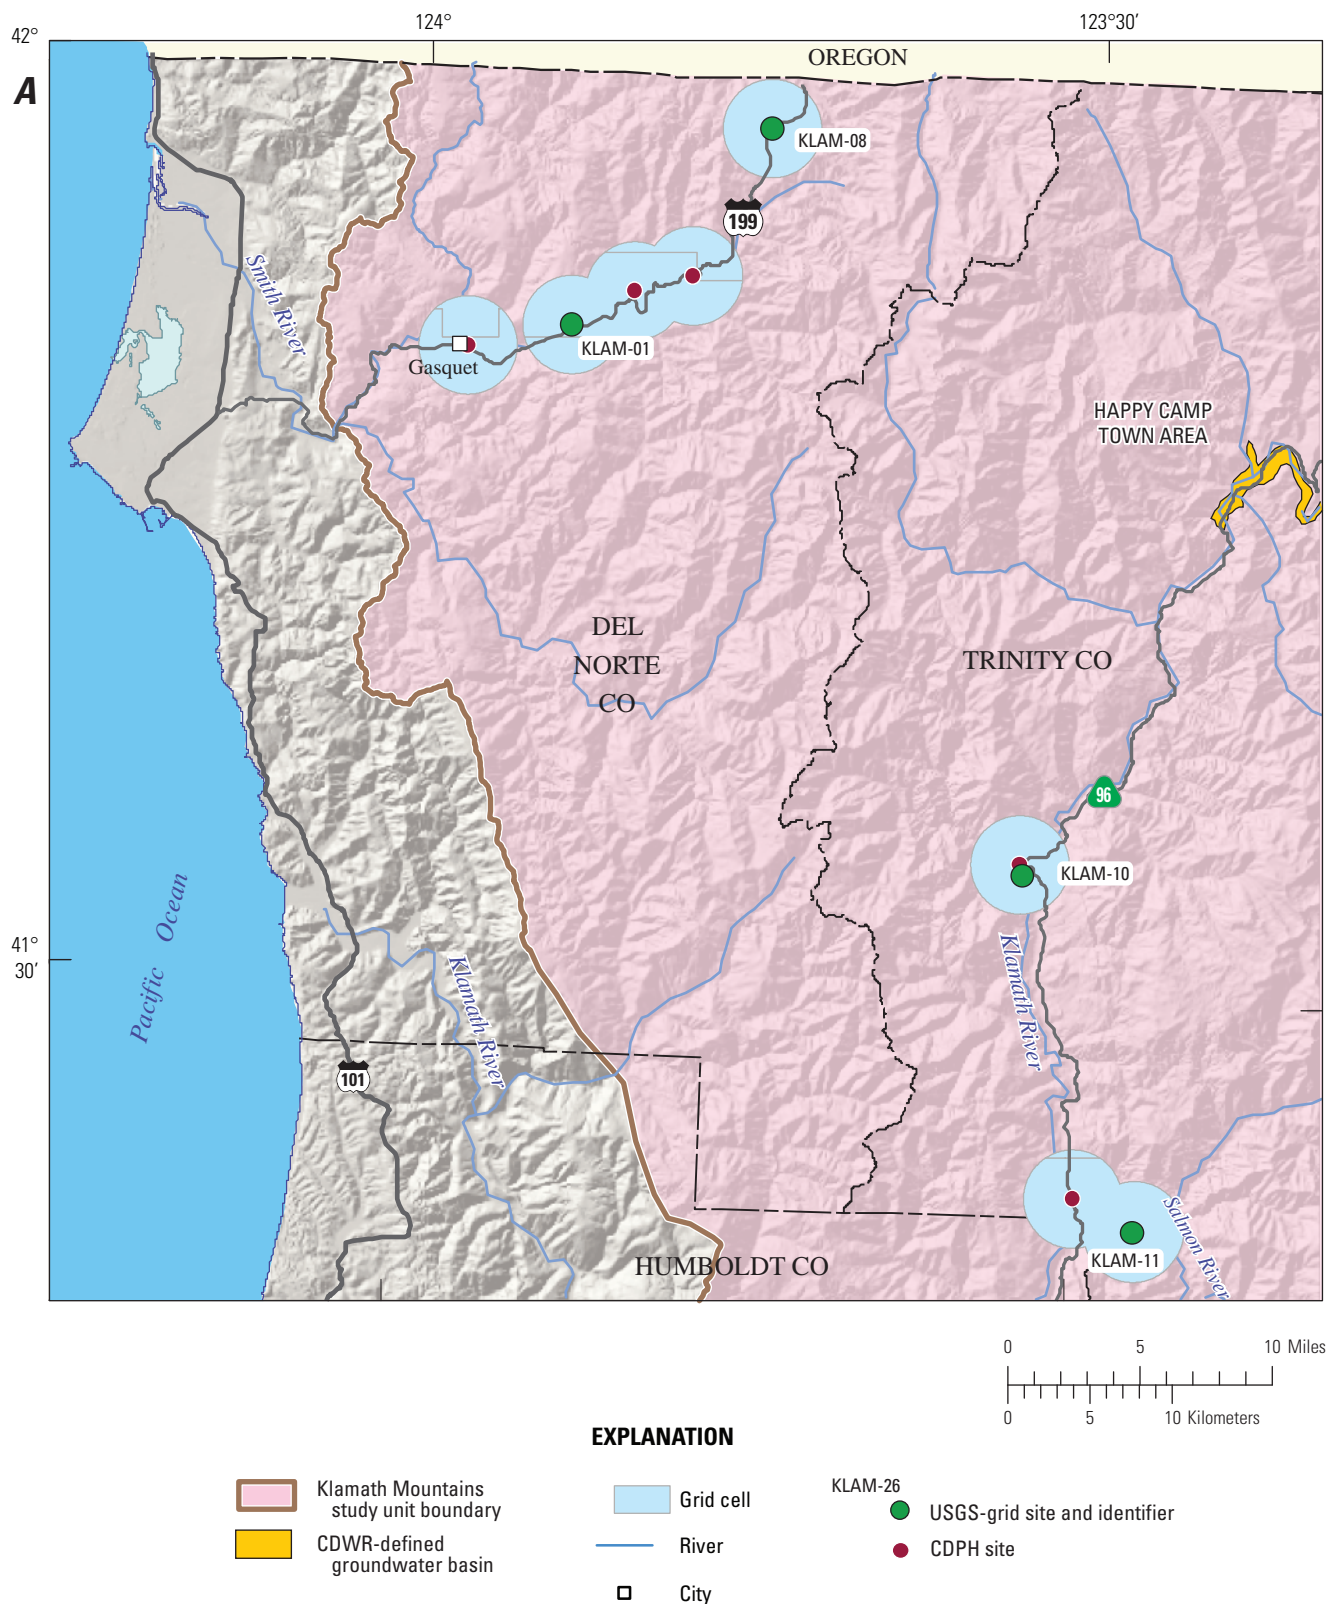 124°
123°30′
42°
A
OREGON
KLAM-08
199
Smith River
KLAM-01
Gasquet
HAPPY CAMP
TOWN AREA
DEL
NORTE
CO
TRINITY CO
96
KLAM-10
Pacific Ocean
41°
30′
Klamath River
Klamath River
101
Salmon River
KLAM-11
HUMBOLDT CO
0 5 10 Miles
0 5 10 Kilometers
EXPLANATION
Klamath Mountains
study unit boundary
CDWR-defined
groundwater basin
Grid cell
River
City
KLAM-26
USGS-grid site and identifier
CDPH site